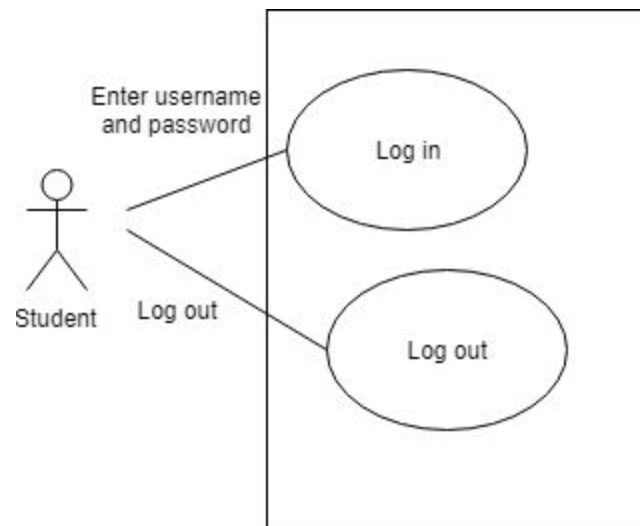 Enter username
and password
Log in
Student
Log out
Log out